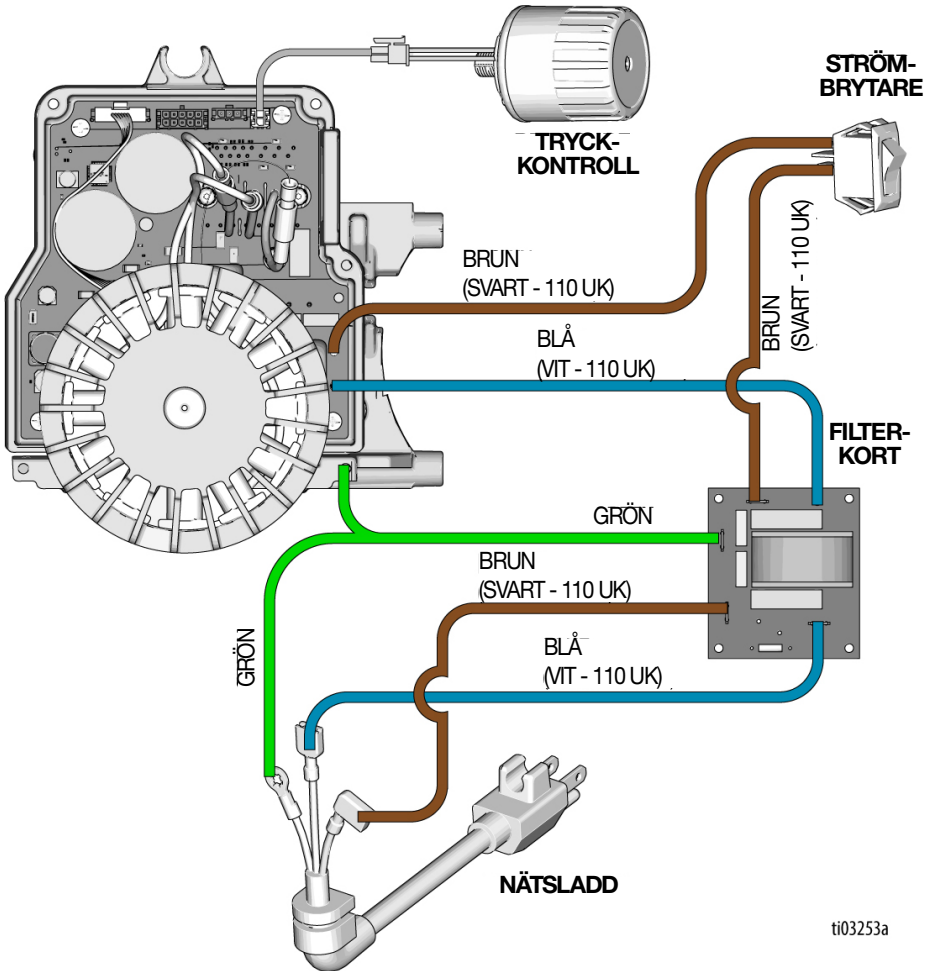 STRÖM-
BRYTARE
TRYCK-
KONTROLL
BRUN
(SVART - 110 UK)
BRUN
(SVART - 110 UK)
BLÅ
(VIT - 110 UK)
FILTER-
KORT
GRÖN
BRUN
(SVART - 110 UK)
GRÖN
BLÅ
(VIT - 110 UK)
NÄTSLADD
ti03253a